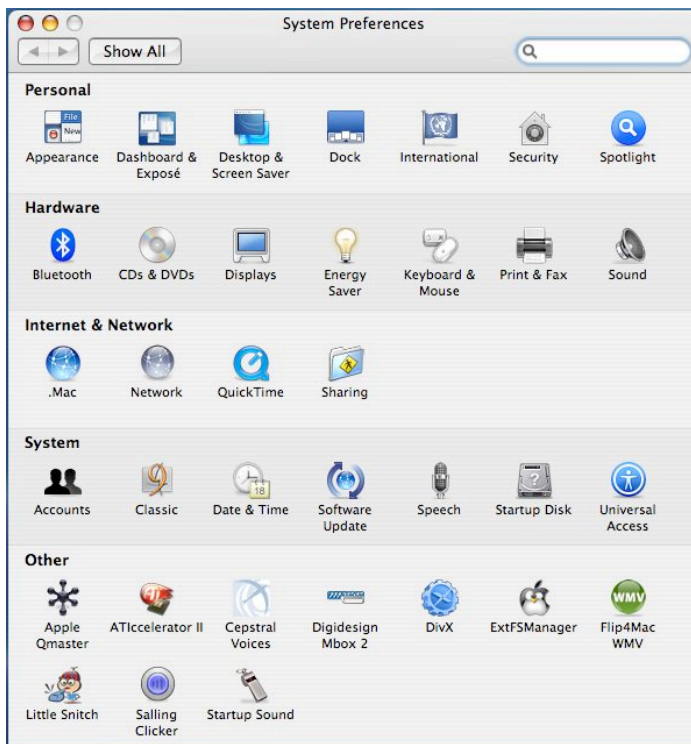 System Preferences
Show All
Personal
File
New
Appearance
Dashboard &
Exposé
Desktop &
Screen Saver
Dock
International
Security
Spotlight
Hardware
Bluetooth
CDs & DVDs
Displays
Energy
Saver
Keyboard &
Mouse
Print & Fax
Sound
Internet & Network
.Mac
Network
QuickTime
Sharing
System
18
?
Accounts
Classic
Date & Time
Software
Update
Speech
Startup Disk
Universal
Access
Other
WMV
Apple
Qmaster
ATIccelerator II
Cepstral
Voices
Digidesign
Mbox 2
DivX
ExtFSManager
Flip4Mac
WMV
Little Snitch
Salling
Clicker
Startup Sound